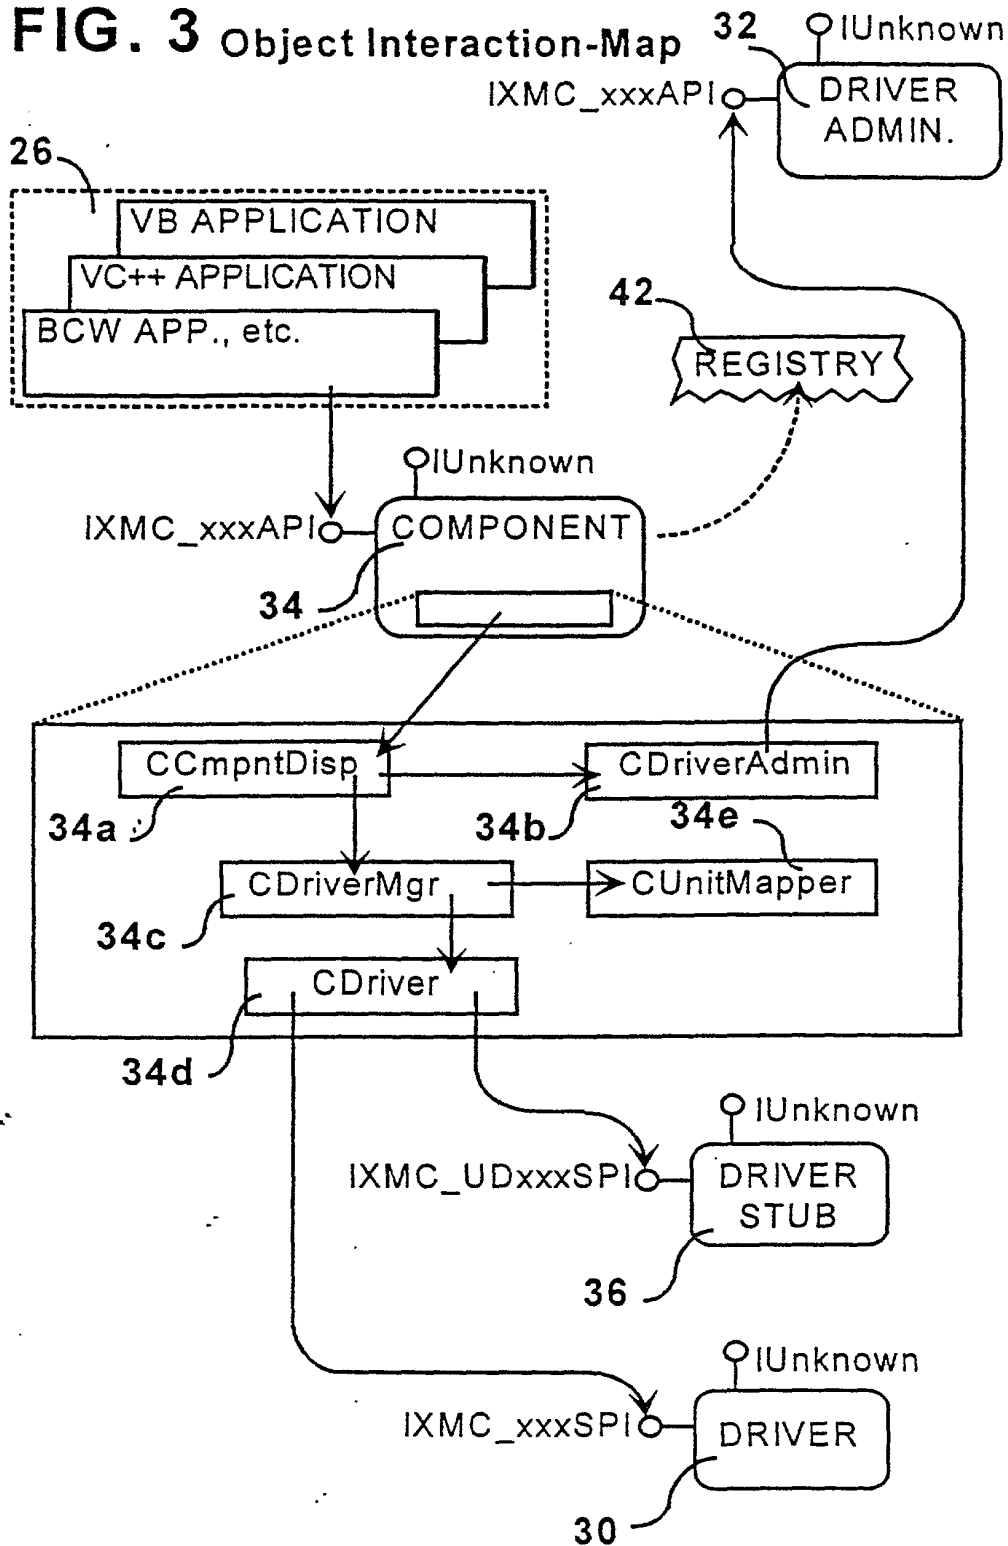 FIG. 3 Object Interaction-Map
32
IUnknown
IXMC_xxxAPI
DRIVER
ADMIN.
26
VB APPLICATION
VC++ APPLICATION
BCW APP., etc.
42
REGISTRY
IUnknown
IXMC_xxxAPI
COMPONENT
34
CCmpntDisp
CDriverAdmin
34a
34b
34e
CDriverMgr
CUnitMapper
34c
CDriver
34d
IUnknown
IXMC_UDxxxSPI
DRIVER
STUB
36
IUnknown
IXMC_xxxSPI
DRIVER
30